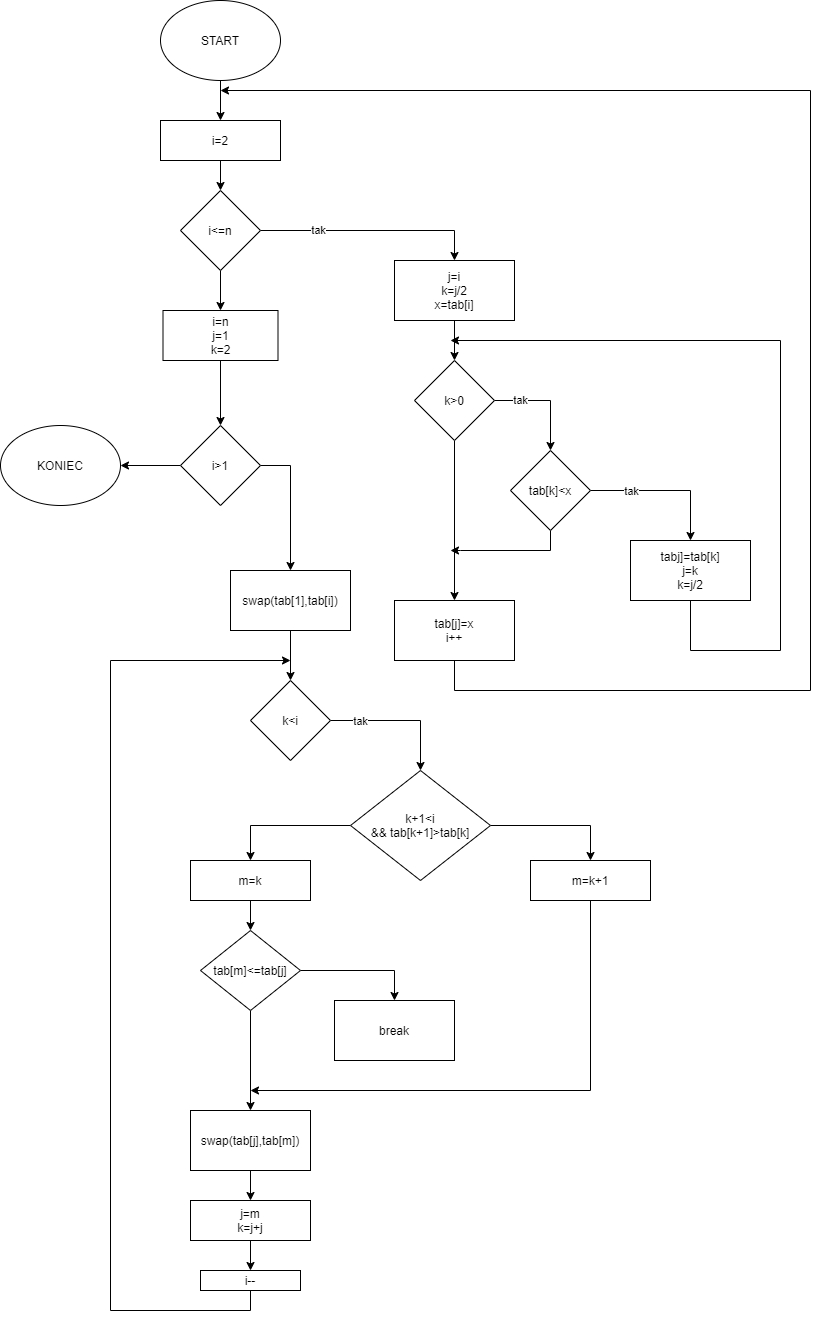 START
i=2
i<=n
tak
j=i
k=j/2
x=tab[i]
i=n
j=1
k=2
k>0
tak
KONIEC
i>1
tab[k]<x
tak
tabj]=tab[k]
j=k
k=j/2
swap(tab[1],tab[i])
tab[j]=x
i++
k<i
tak
k+1<i
&& tab[k+1]>tab[k]
m=k
m=k+1
tab[m]<=tab[j]
break
swap(tab[j],tab[m])
j=m
k=j+j
i--